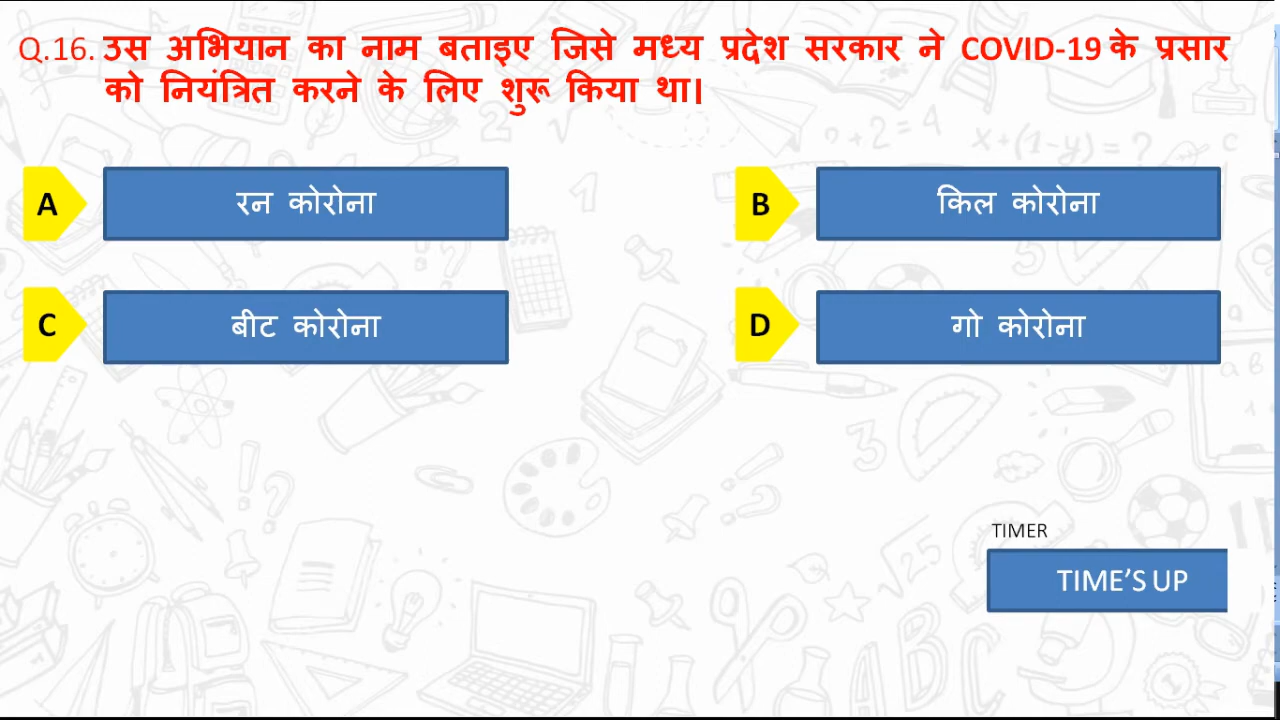 Q.16. उस अभियान का नाम बताइए जिसे मध्य प्रदेश सरकार ने COVID-19 के प्रसार
को नियंत्रित करने के लिए शुरू किया था।
A रन कोरोना
B किल कोरोना
C बीट कोरोना
D गो कोरोना
TIMER
TIME'S UP